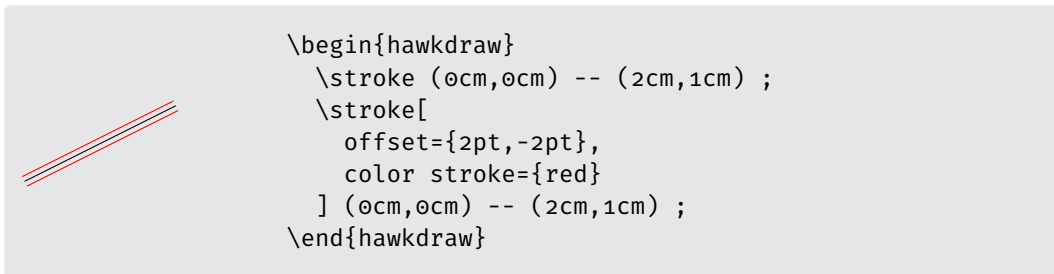 \begin{hawkdraw}
\stroke (0cm,0cm) -- (2cm,1cm) ;
\stroke[
offset={2pt,-2pt},
color stroke={red}
] (0cm,0cm) -- (2cm,1cm) ;
\end{hawkdraw}